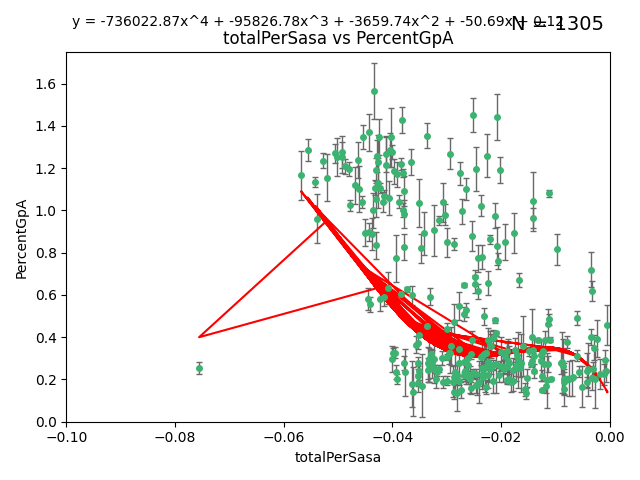 y = -736022.87x^4 + -95826.78x^3 + -3659.74x^2 + -50.69x + 0.12
N = 1305
totalPerSasa vs PercentGpA
PercentGpA
1.6
1.4
1.2
1.0
0.8
0.6
0.4
0.2
0.0
−0.10 −0.08 −0.06 −0.04 −0.02 0.00
totalPerSasa